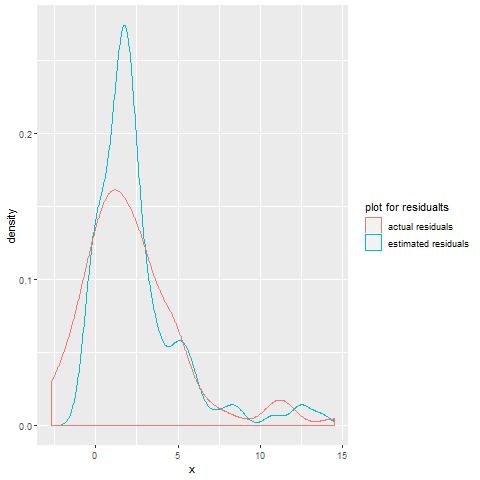 0.2
0.1
0.0
density
0
5
10
15
x
plot for residualts
actual residuals
estimated residuals